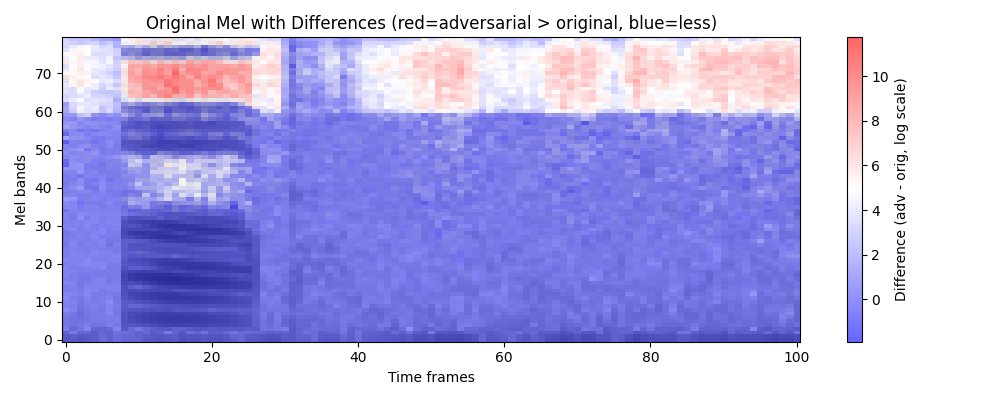 Original Mel with Differences (red=adversarial > original, blue=less)
Mel bands
70
60
50
40
30
20
10
0
0 20 40 60 80 100
Time frames
10
8
6
4
2
0
Difference (adv - orig, log scale)